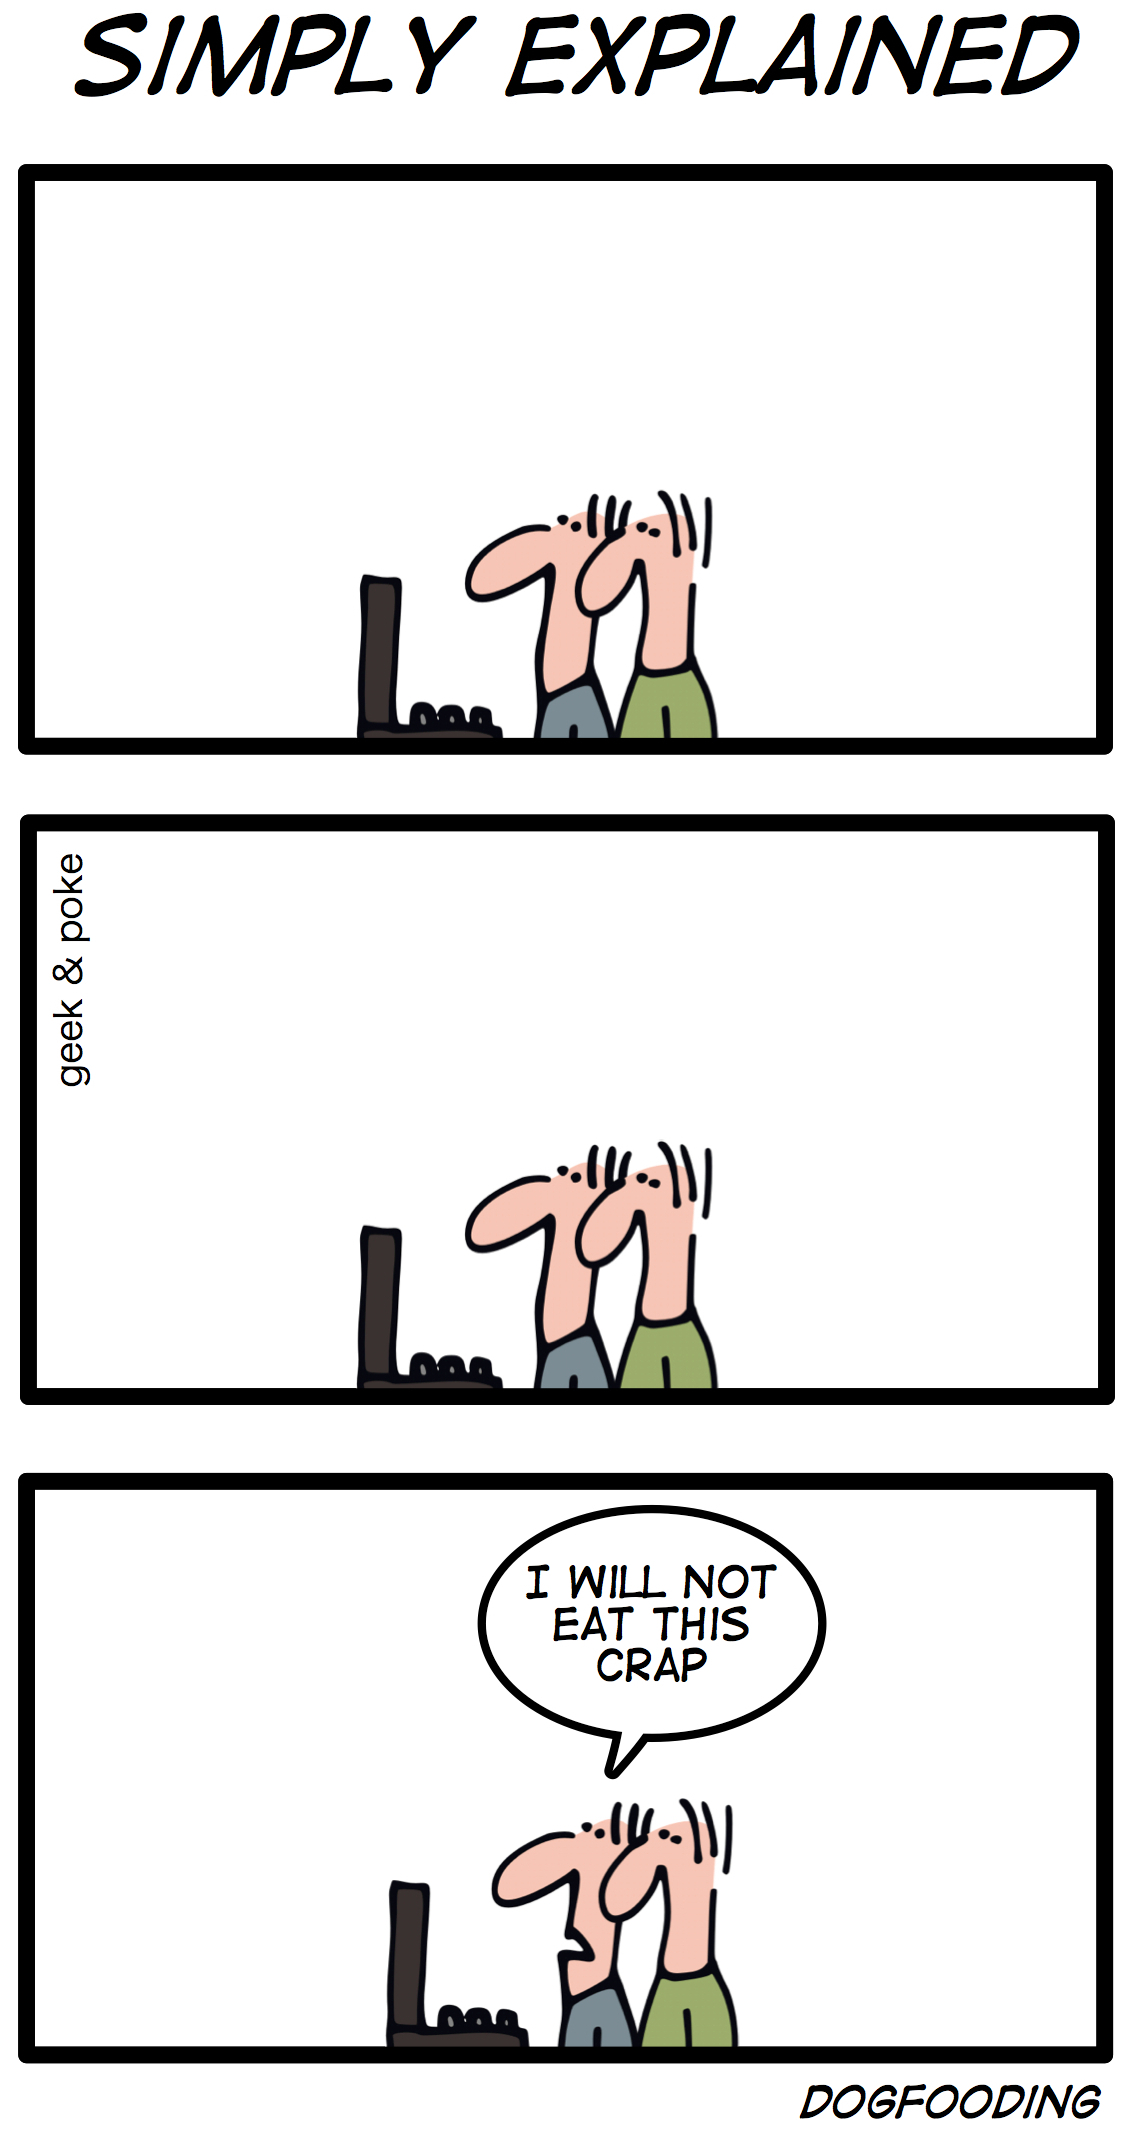 SIMPLY EXPLAINED
geek & poke
I WILL NOT
EAT THIS
CRAP
DOGFOODING